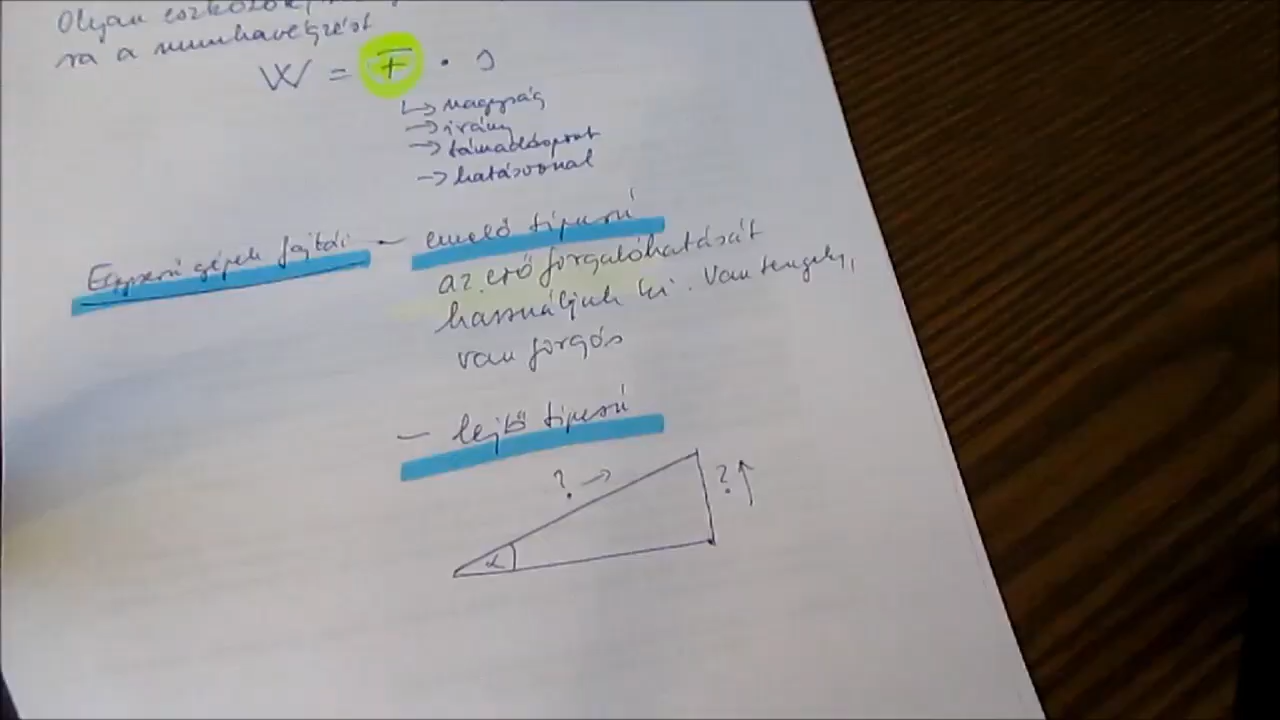 Olyan eszközök,
ra a munkavégzést
W = F · s
↳ nagyság
→ irány
→ támadáspont
→ hatásvonal
Egyszerű gépek fajtái - emelő típusú
az erő forgatóhatását
használjuk ki. Van tengely,
van forgás
- lejtő típusú
? →
? ↑
α